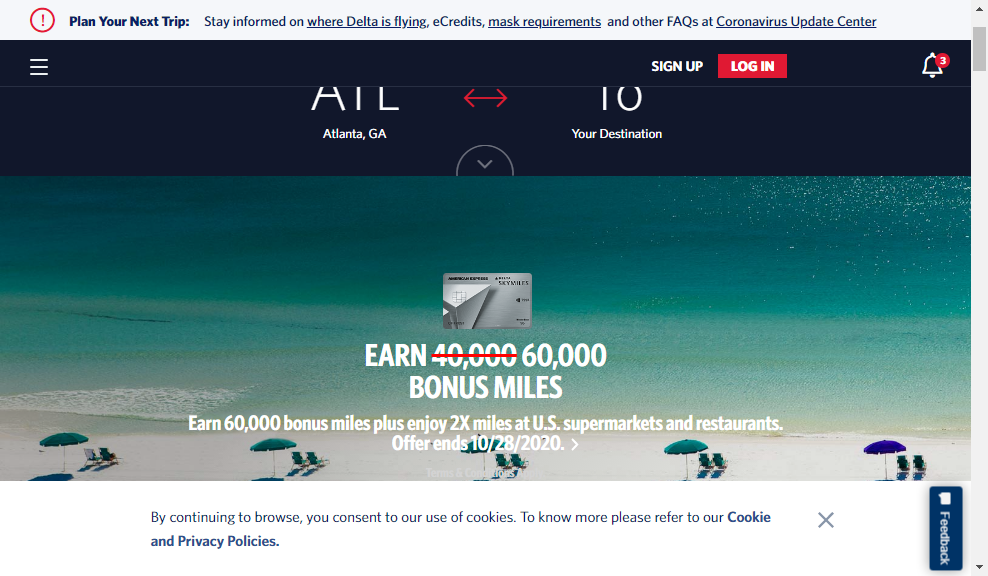 Plan Your Next Trip: Stay informed on where Delta is flying, eCredits, mask requirements and other FAQs at Coronavirus Update Center
SIGN UP LOG IN 3
ATL To
Atlanta, GA Your Destination
AMERICAN EXPRESS DELTA
SKYMILES
EARN 40,000 60,000
BONUS MILES
Earn 60,000 bonus miles plus enjoy 2X miles at U.S. supermarkets and restaurants.
Offer ends 10/28/2020.
Terms & Conditions
By continuing to browse, you consent to our use of cookies. To know more please refer to our Cookie
and Privacy Policies.
Feedback